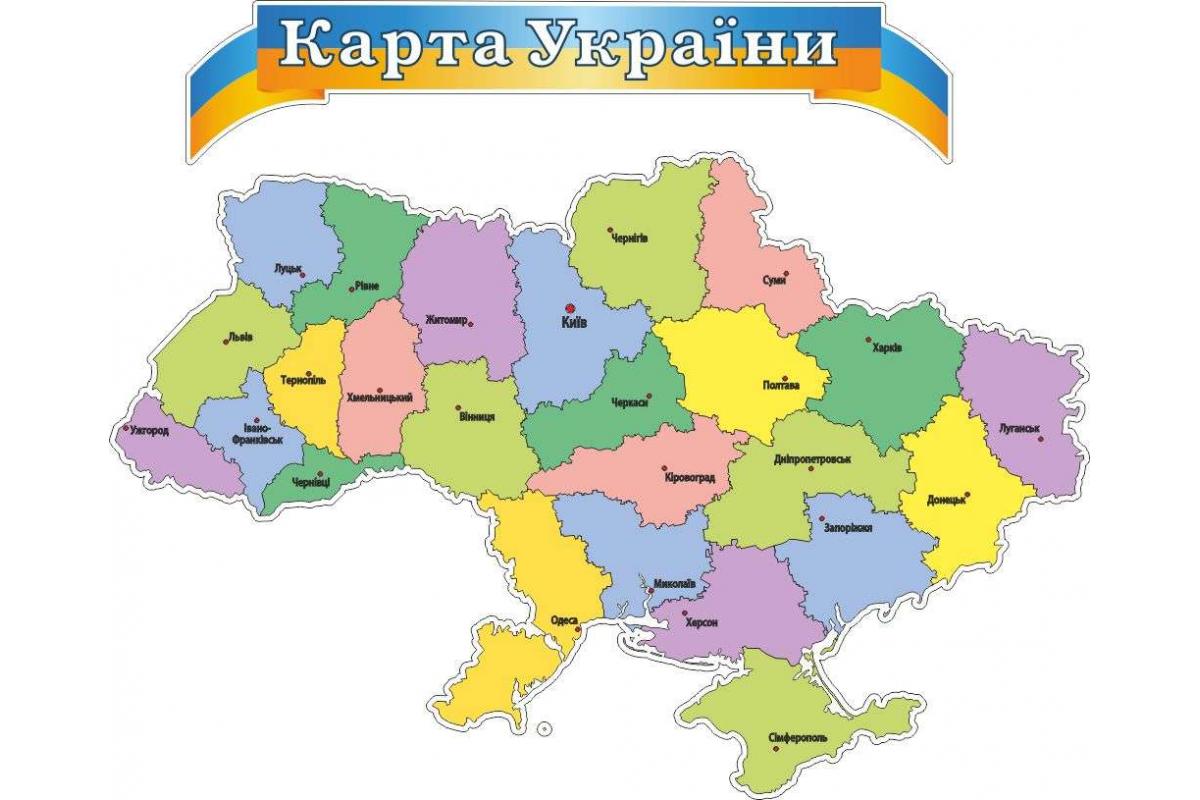 Карта України
Чернігів
Луцьк
Рівне
Суми
Житомир
Київ
Львів
Харків
Тернопіль
Хмельницький
Полтава
Черкаси
Вінниця
Ужгород
Івано-
Франківськ
Луганськ
Дніпропетровськ
Чернівці
Кіровоград
Донецьк
Запоріжжя
Миколаїв
Одеса
Херсон
Сімферополь